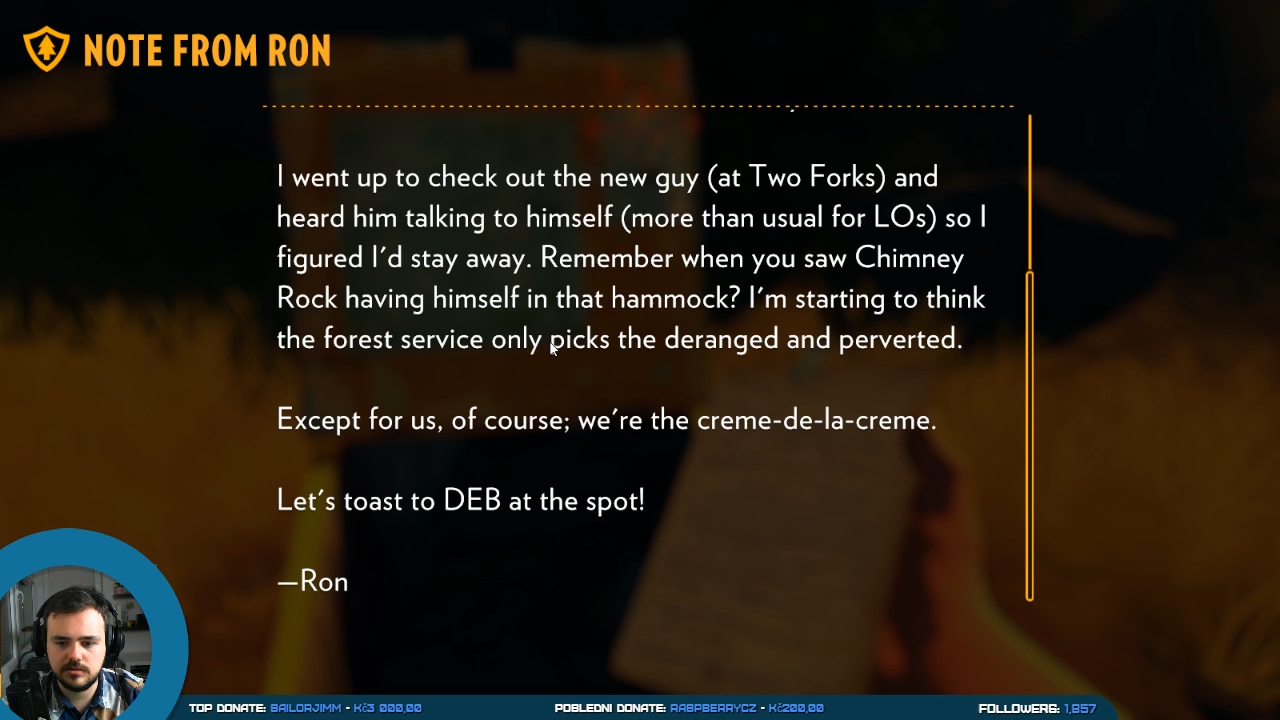 NOTE FROM RON
I went up to check out the new guy (at Two Forks) and
heard him talking to himself (more than usual for LOs) so I
figured I'd stay away. Remember when you saw Chimney
Rock having himself in that hammock? I'm starting to think
the forest service only picks the deranged and perverted.
Except for us, of course; we're the creme-de-la-creme.
Let's toast to DEB at the spot!
—Ron
TOP DONATE: BAILORJIMM - Kč3 000,00 POSLEDNI DONATE: RASPBERRYCZ - Kč200,00 FOLLOWERS: 1,857